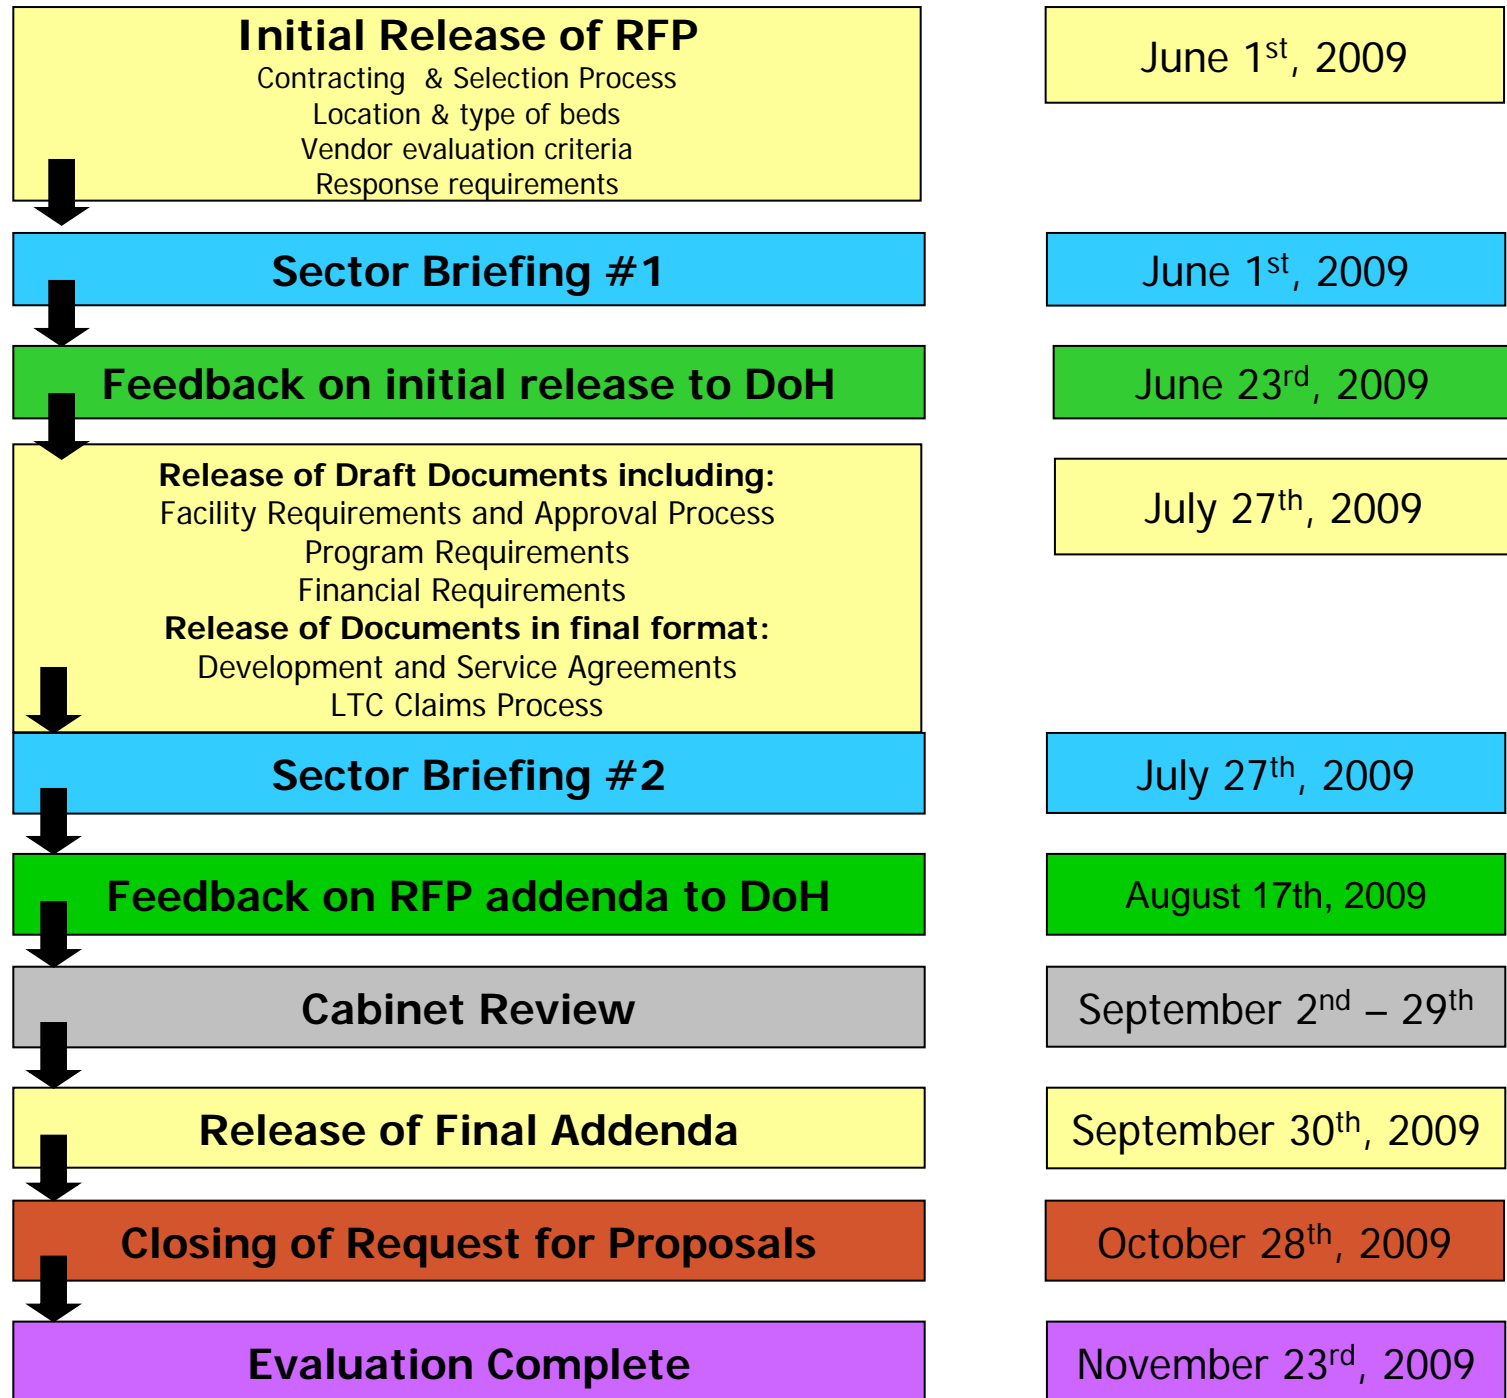 Initial Release of RFP
Contracting & Selection Process
Location & type of beds
Vendor evaluation criteria
Response requirements
June 1st, 2009
Sector Briefing #1
June 1st, 2009
Feedback on initial release to DoH
June 23rd, 2009
Release of Draft Documents including:
Facility Requirements and Approval Process
Program Requirements
Financial Requirements
Release of Documents in final format:
Development and Service Agreements
LTC Claims Process
July 27th, 2009
Sector Briefing #2
July 27th, 2009
Feedback on RFP addenda to DoH
August 17th, 2009
Cabinet Review
September 2nd – 29th
Release of Final Addenda
September 30th, 2009
Closing of Request for Proposals
October 28th, 2009
Evaluation Complete
November 23rd, 2009